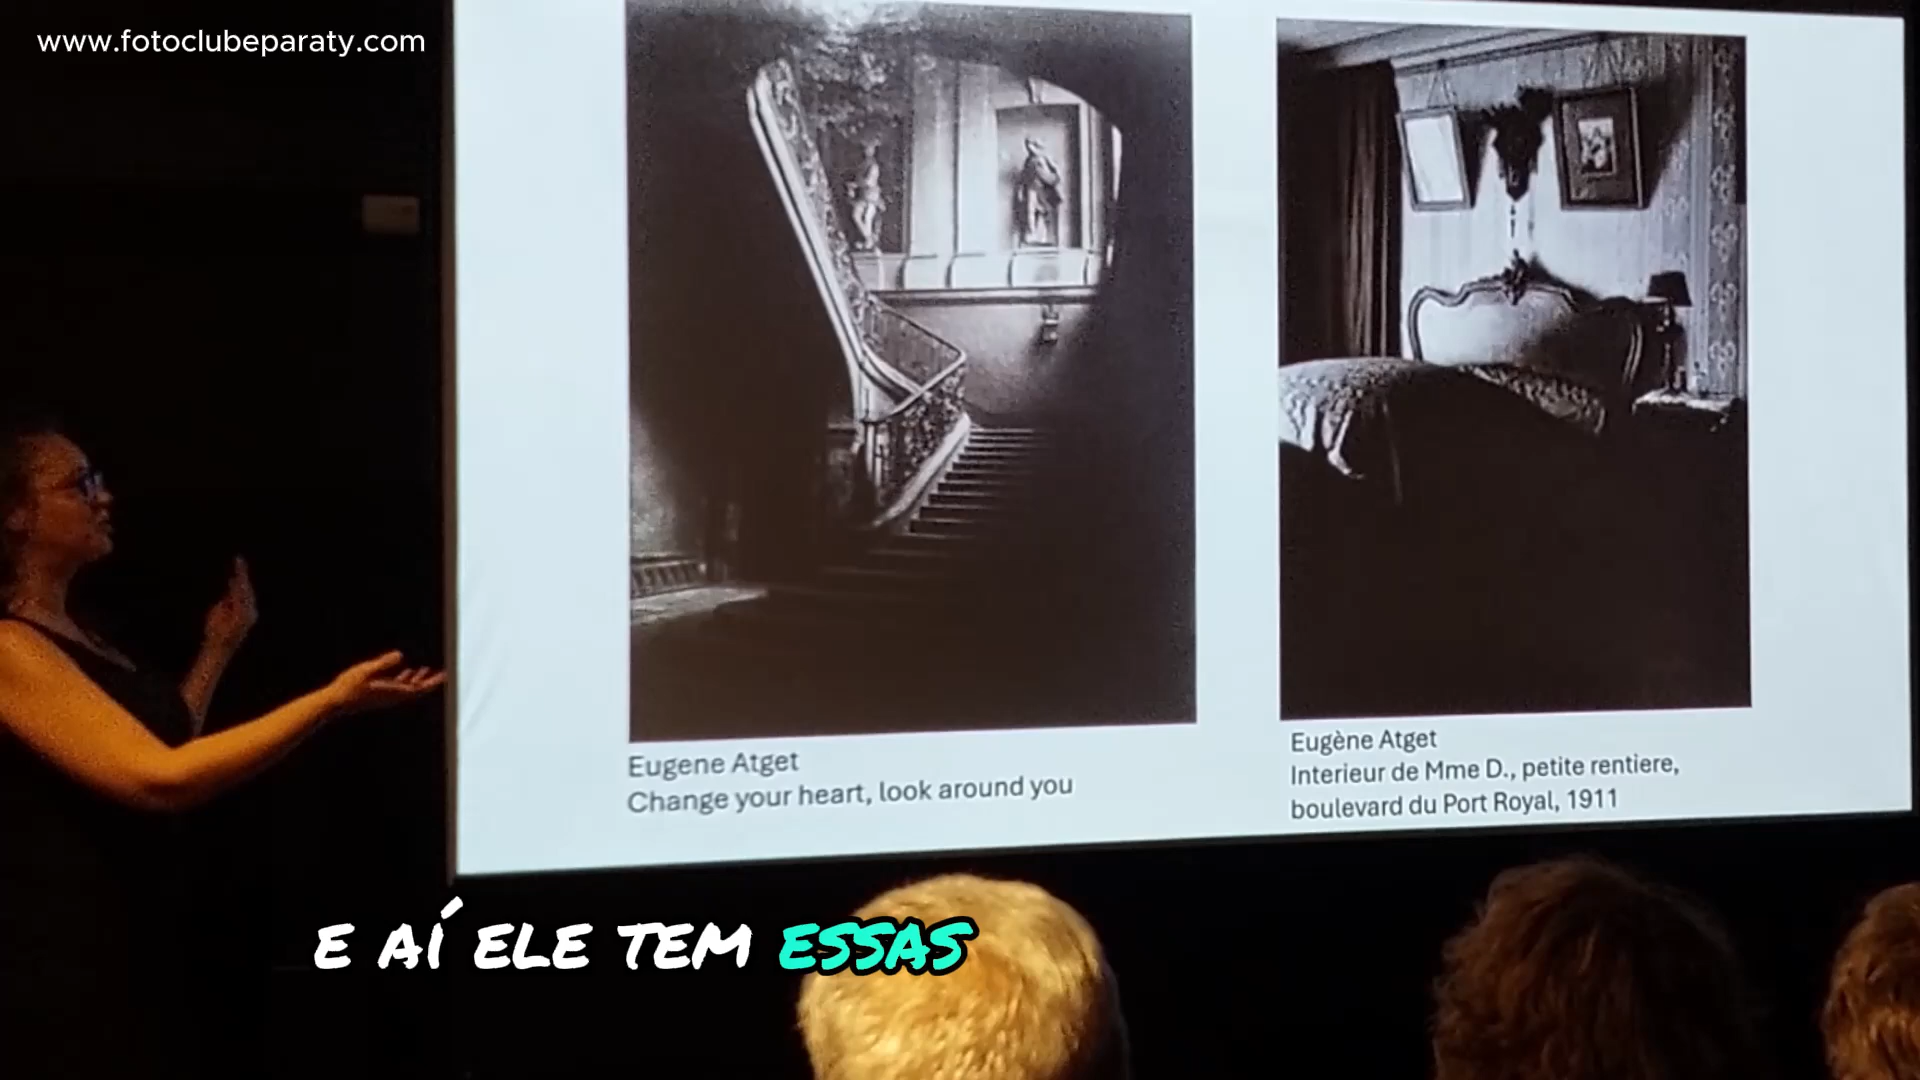 www.fotoclubeparaty.com
Eugene Atget
Change your heart, look around you
Eugène Atget
Interieur de Mme D., petite rentiere,
boulevard du Port Royal, 1911
E AÍ ELE TEM ESSAS